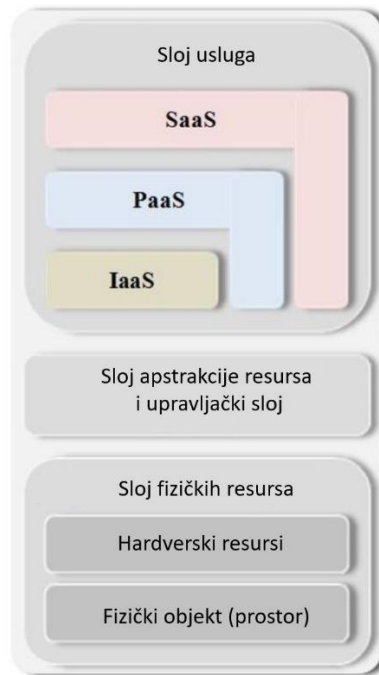 Sloj usluga
SaaS
PaaS
IaaS
Sloj apstrakcije resursa
i upravljački sloj
Sloj fizičkih resursa
Hardverski resursi
Fizički objekt (prostor)